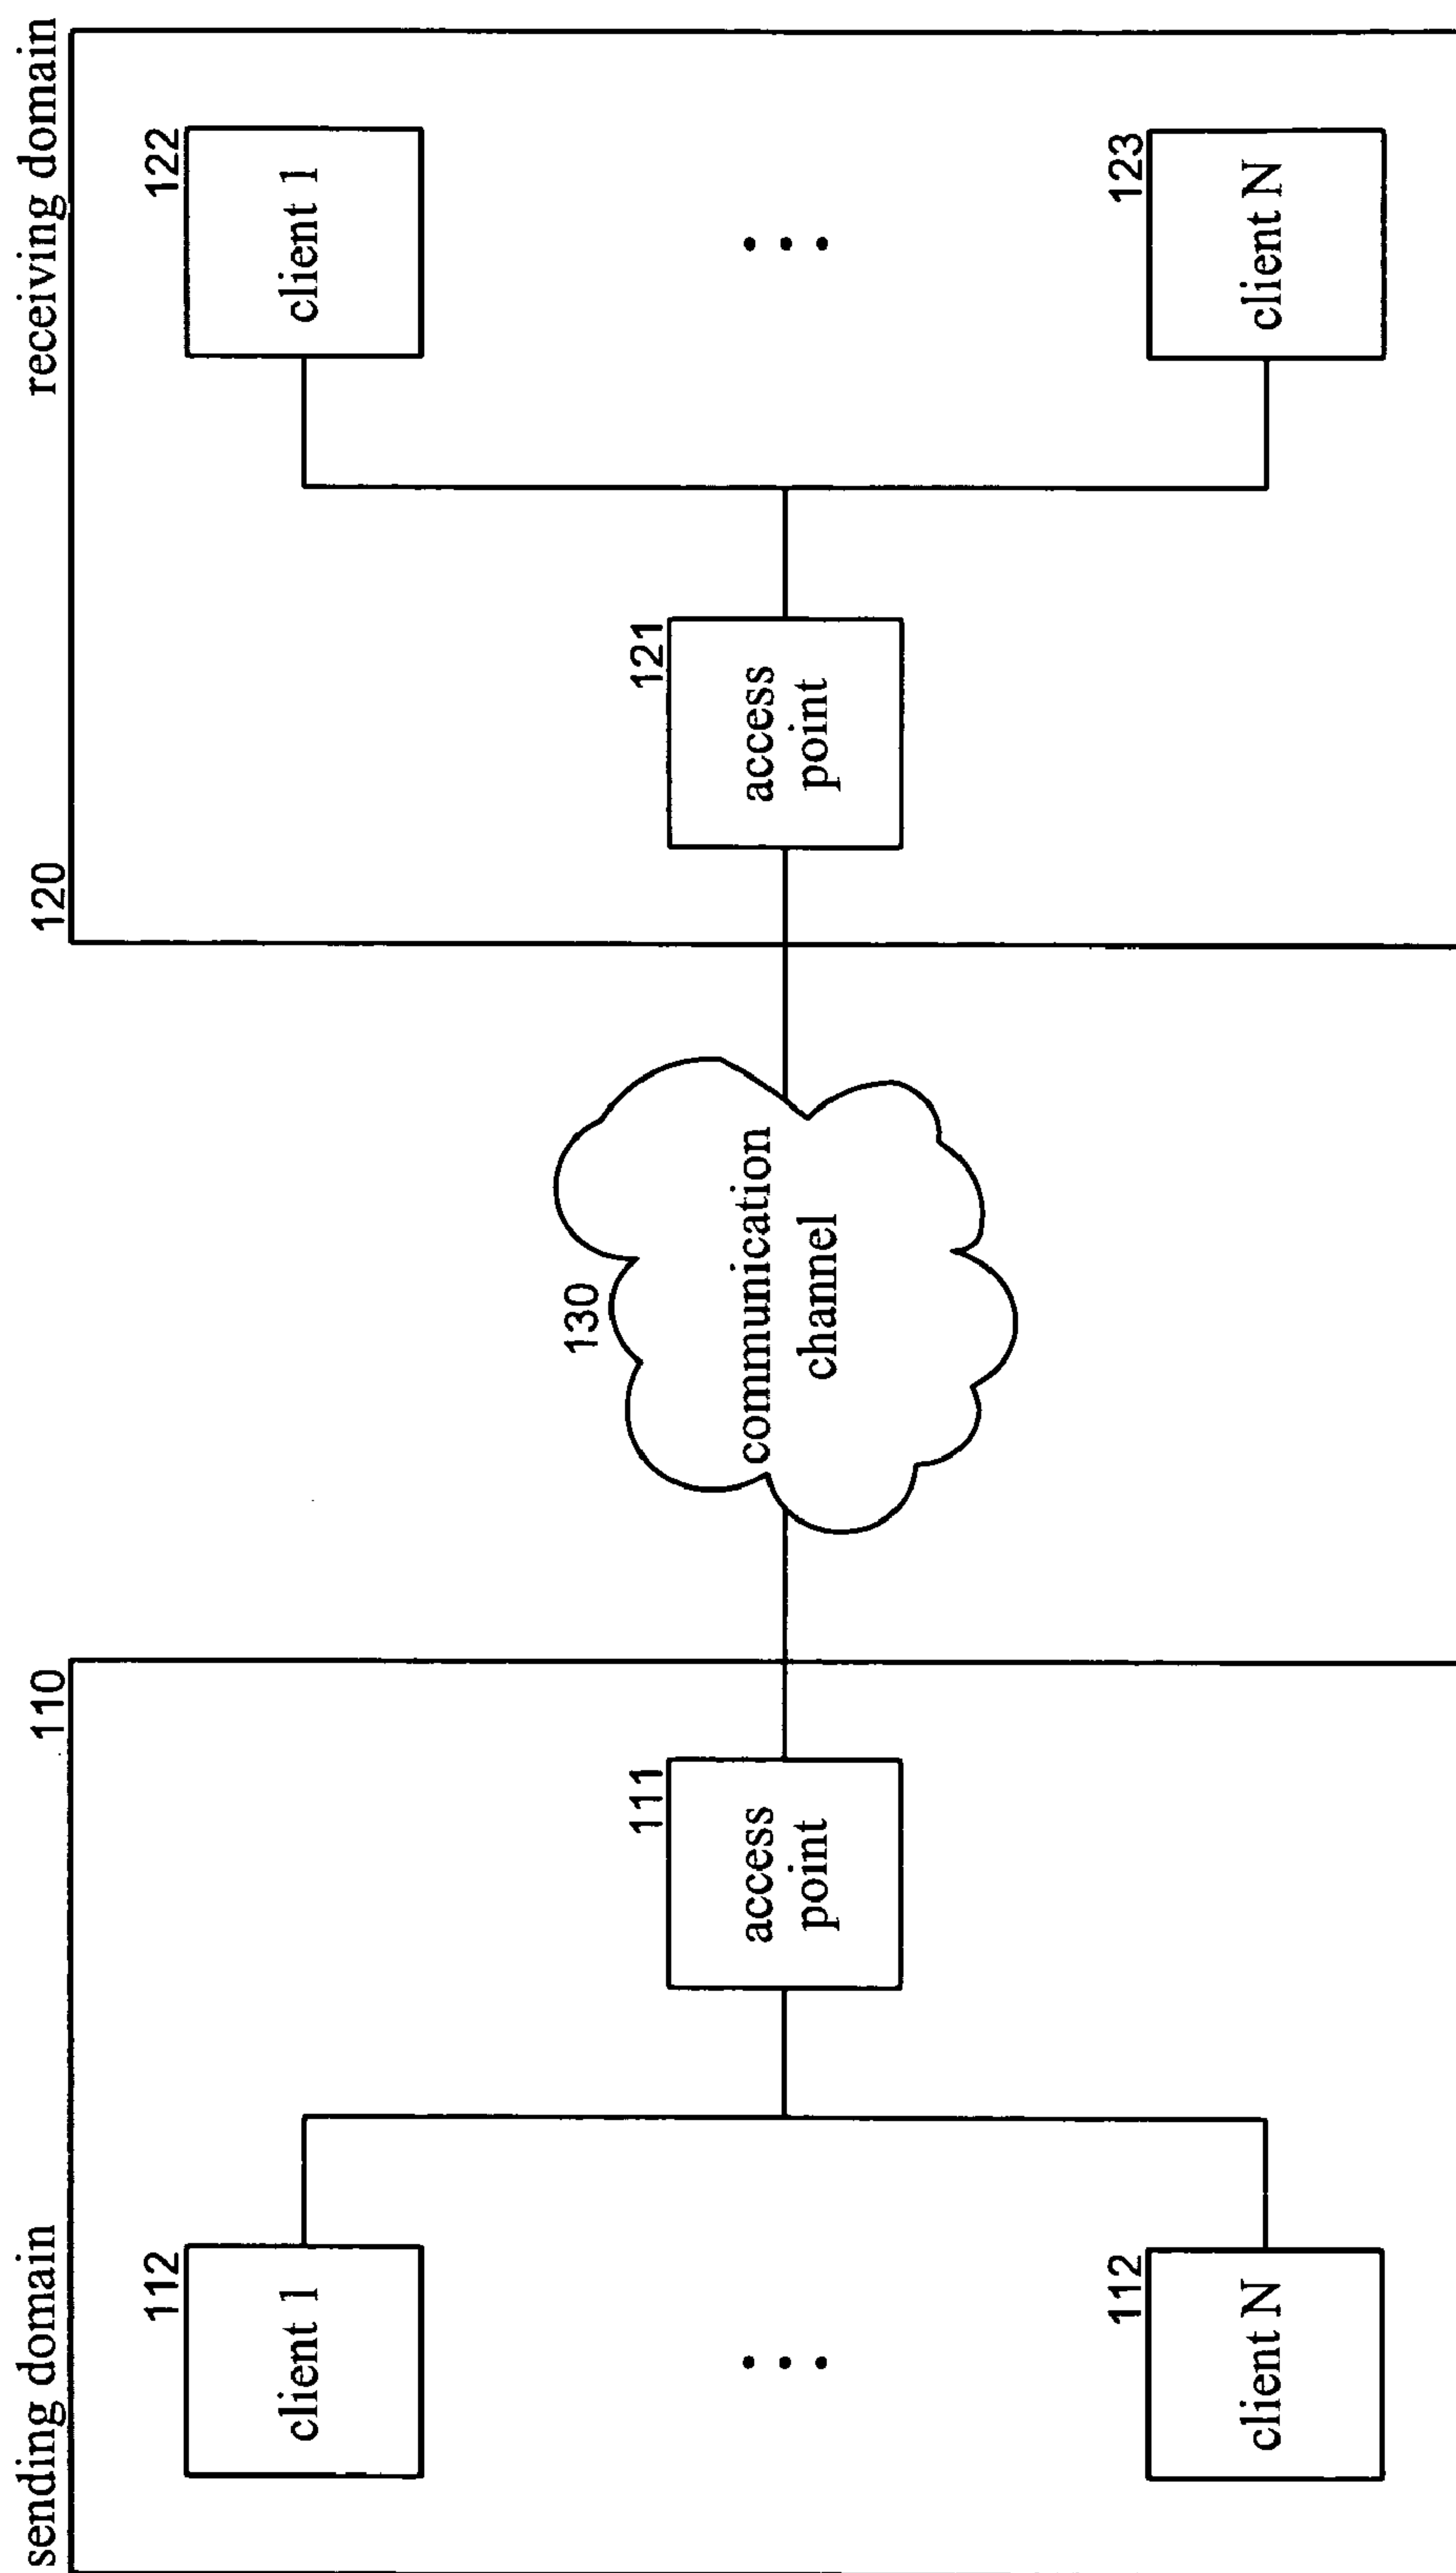 sending domain
110
112
client 1
112
client N
111
access
point
130
communication
channel
120
receiving domain
121
access
point
122
client 1
123
client N